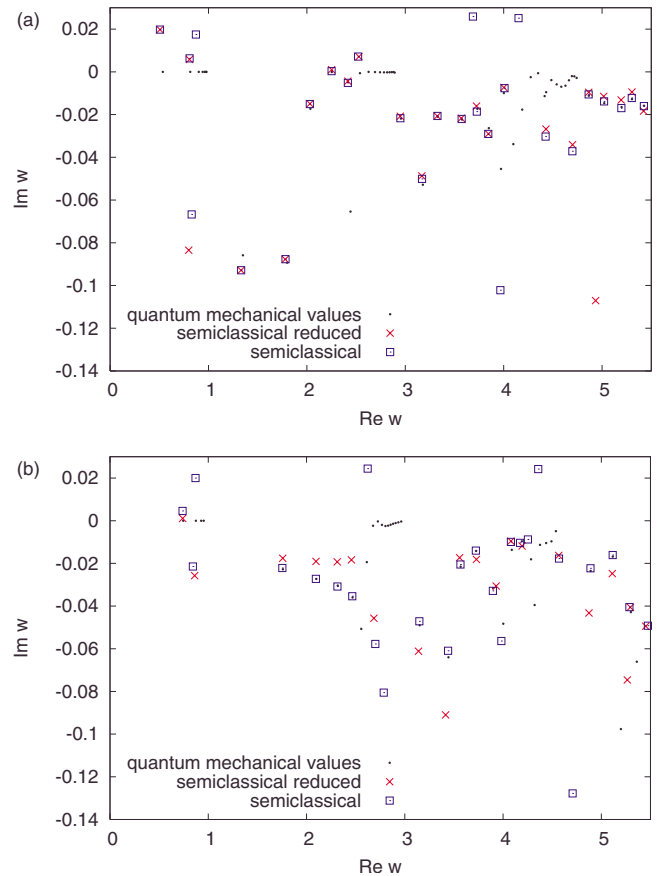 (a)
0.02
0
-0.02
-0.04
-0.06
-0.08
-0.1
-0.12
-0.14
Im w
quantum mechanical values
semiclassical reduced
semiclassical
0 1 2 3 4 5
Re w
(b)
0.02
0
-0.02
-0.04
-0.06
-0.08
-0.1
-0.12
-0.14
Im w
quantum mechanical values
semiclassical reduced
semiclassical
0 1 2 3 4 5
Re w